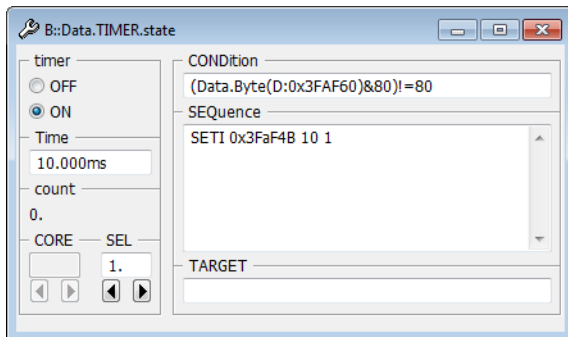 B::Data.TIMER.state
timer
OFF
ON
Time
10.000ms
count
0.
CORE SEL
1.
CONDition
(Data.Byte(D:0x3FAF60)&80)!=80
SEQuence
SETI 0x3FaF4B 10 1
TARGET